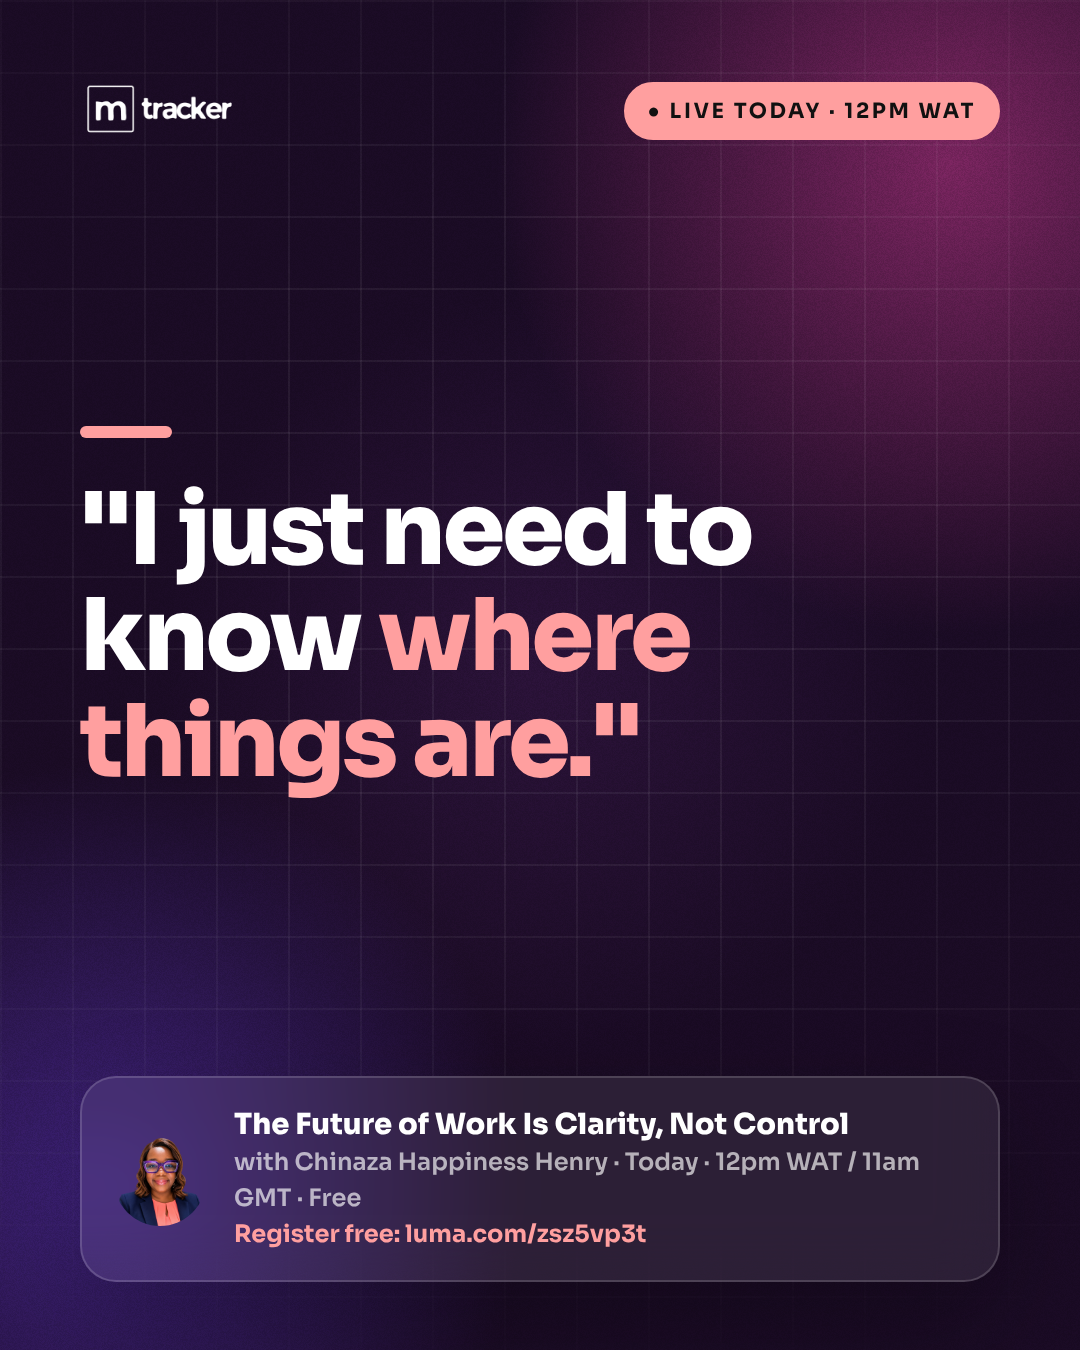 m tracker
• LIVE TODAY · 12PM WAT
"I just need to
know where
things are."
The Future of Work Is Clarity, Not Control
with Chinaza Happiness Henry · Today · 12pm WAT / 11am
GMT · Free
Register free: luma.com/zsz5vp3t